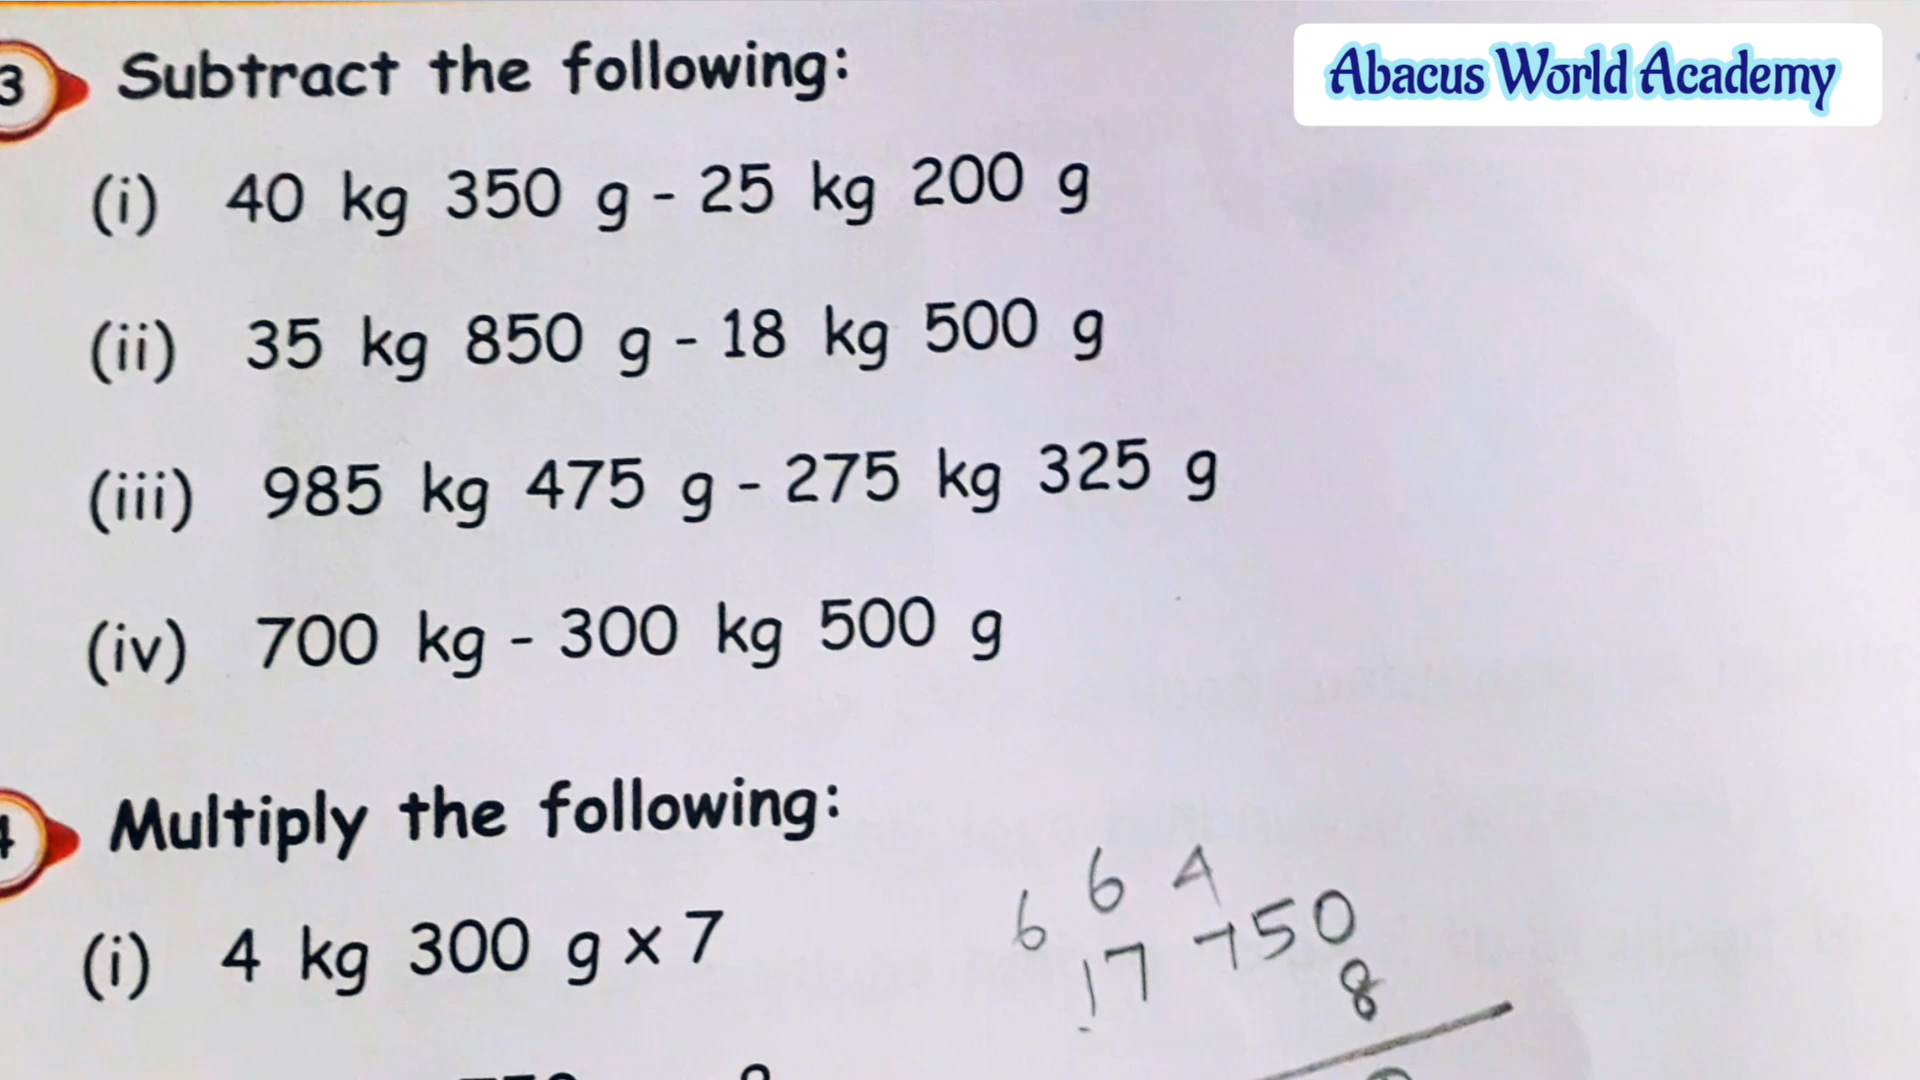 Abacus World Academy
3 Subtract the following:
(i) 40 kg 350 g - 25 kg 200 g
(ii) 35 kg 850 g - 18 kg 500 g
(iii) 985 kg 475 g - 275 kg 325 g
(iv) 700 kg - 300 kg 500 g
Multiply the following:
(i) 4 kg 300 g x 7
6 6 4
17 750
8